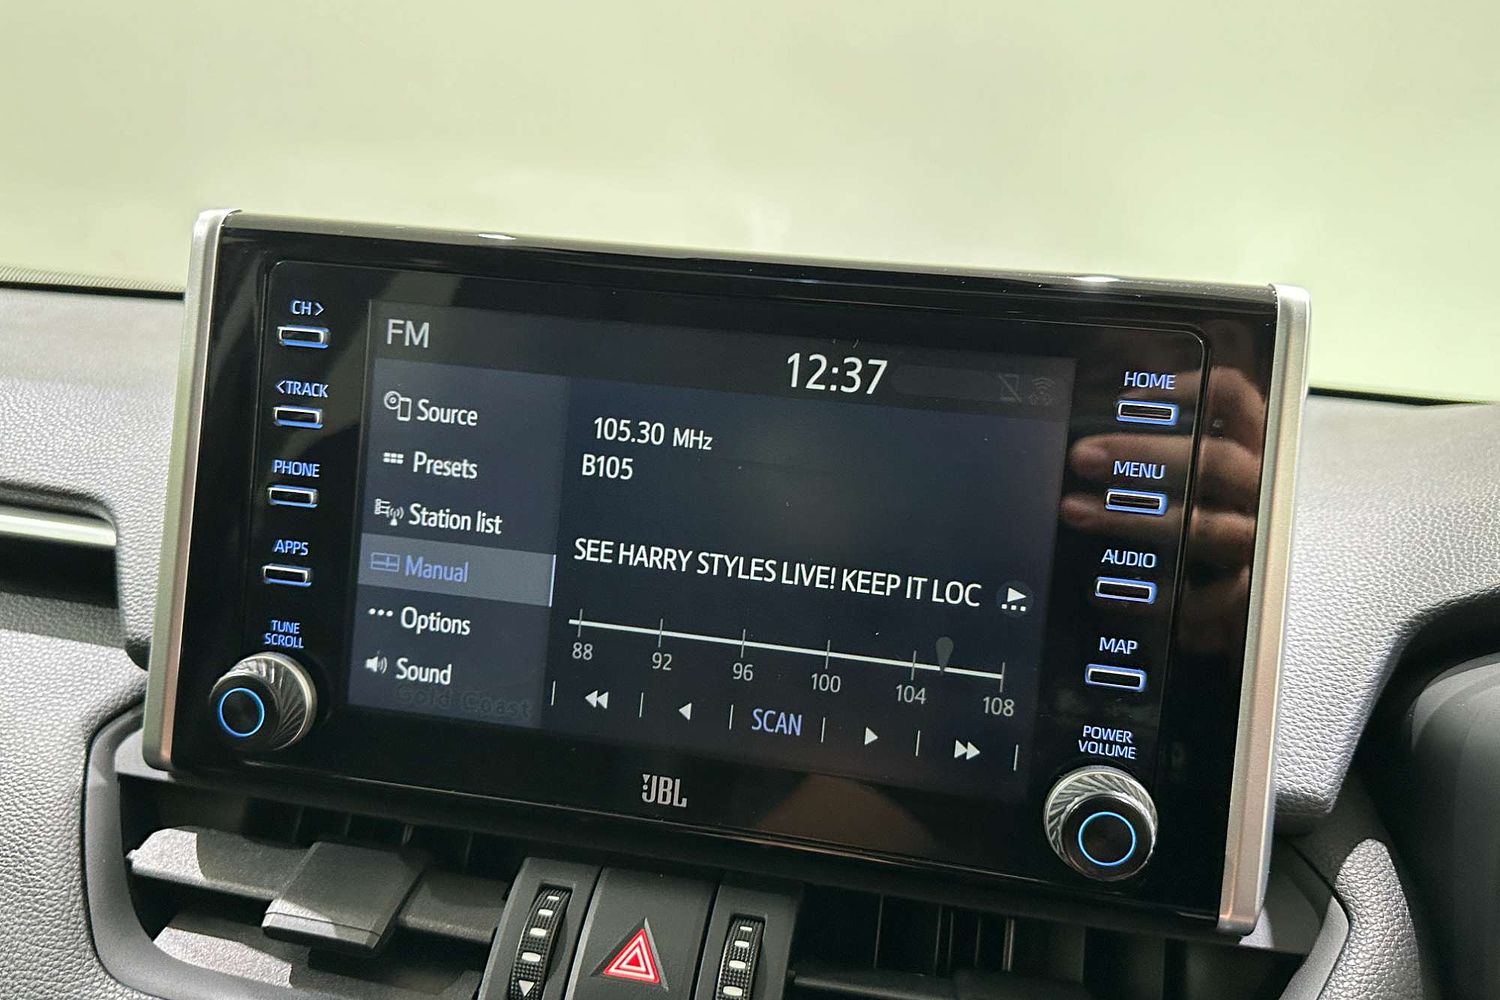 CH>
<TRACK
PHONE
APPS
TUNE
SCROLL
FM
12:37
Source
Presets
Station list
Manual
Options
Sound
105.30 MHz
B105
SEE HARRY STYLES LIVE! KEEP IT LOC
88 92 96 100 104 108
SCAN
Gold Coast
HOME
MENU
AUDIO
MAP
POWER
VOLUME
JBL